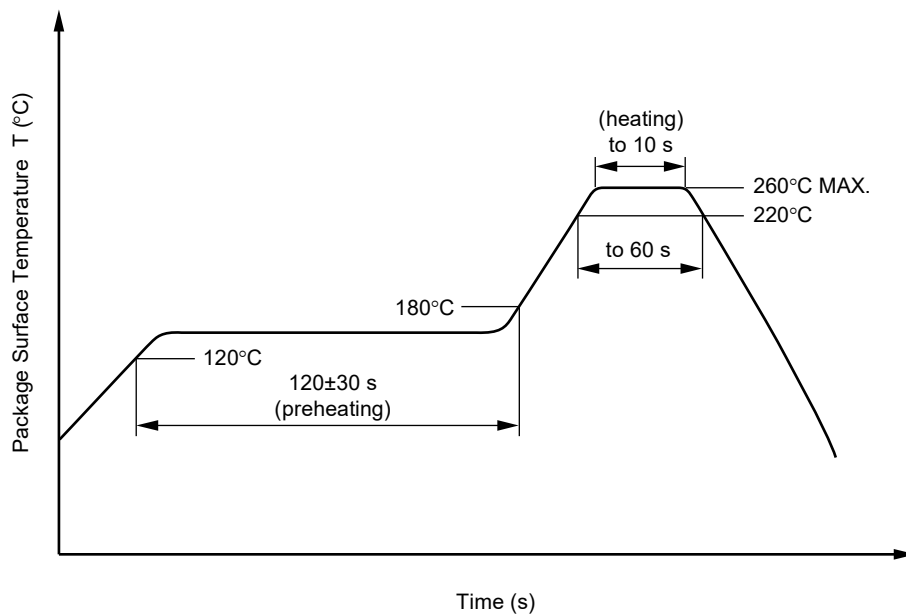 Package Surface Temperature T (°C)
(heating)
to 10 s
260°C MAX.
220°C
to 60 s
180°C
120°C
120±30 s
(preheating)
Time (s)